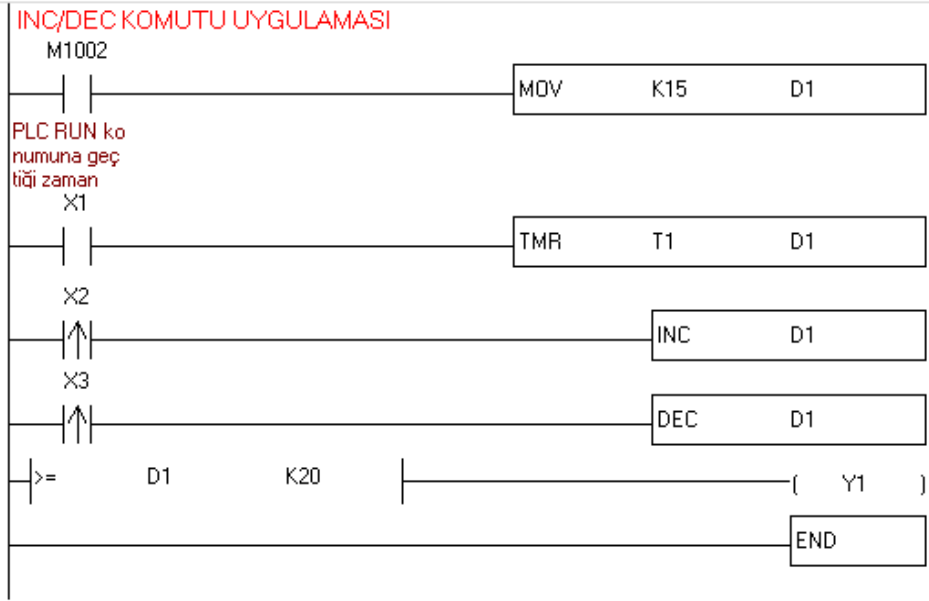 INC/DEC KOMUTU UYGULAMASI
M1002
MOV K15 D1
PLC RUN ko
numuna geç
tiği zaman
X1
TMR T1 D1
X2
INC D1
X3
DEC D1
>= D1 K20 ( Y1 )
END